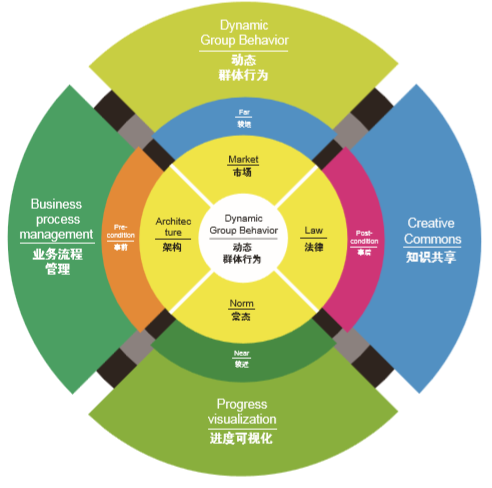 Dynamic
Group Behavior
动态
群体行为
Far
较远
Market
市场
Business
process
management
业务流程
管理
Pre-
condition
事前
Architec
ture
架构
Dynamic
Group Behavior
动态
群体行为
Law
法律
Post-
condition
事后
Creative
Commons
知识共享
Norm
常态
Near
较近
Progress
visualization
进度可视化